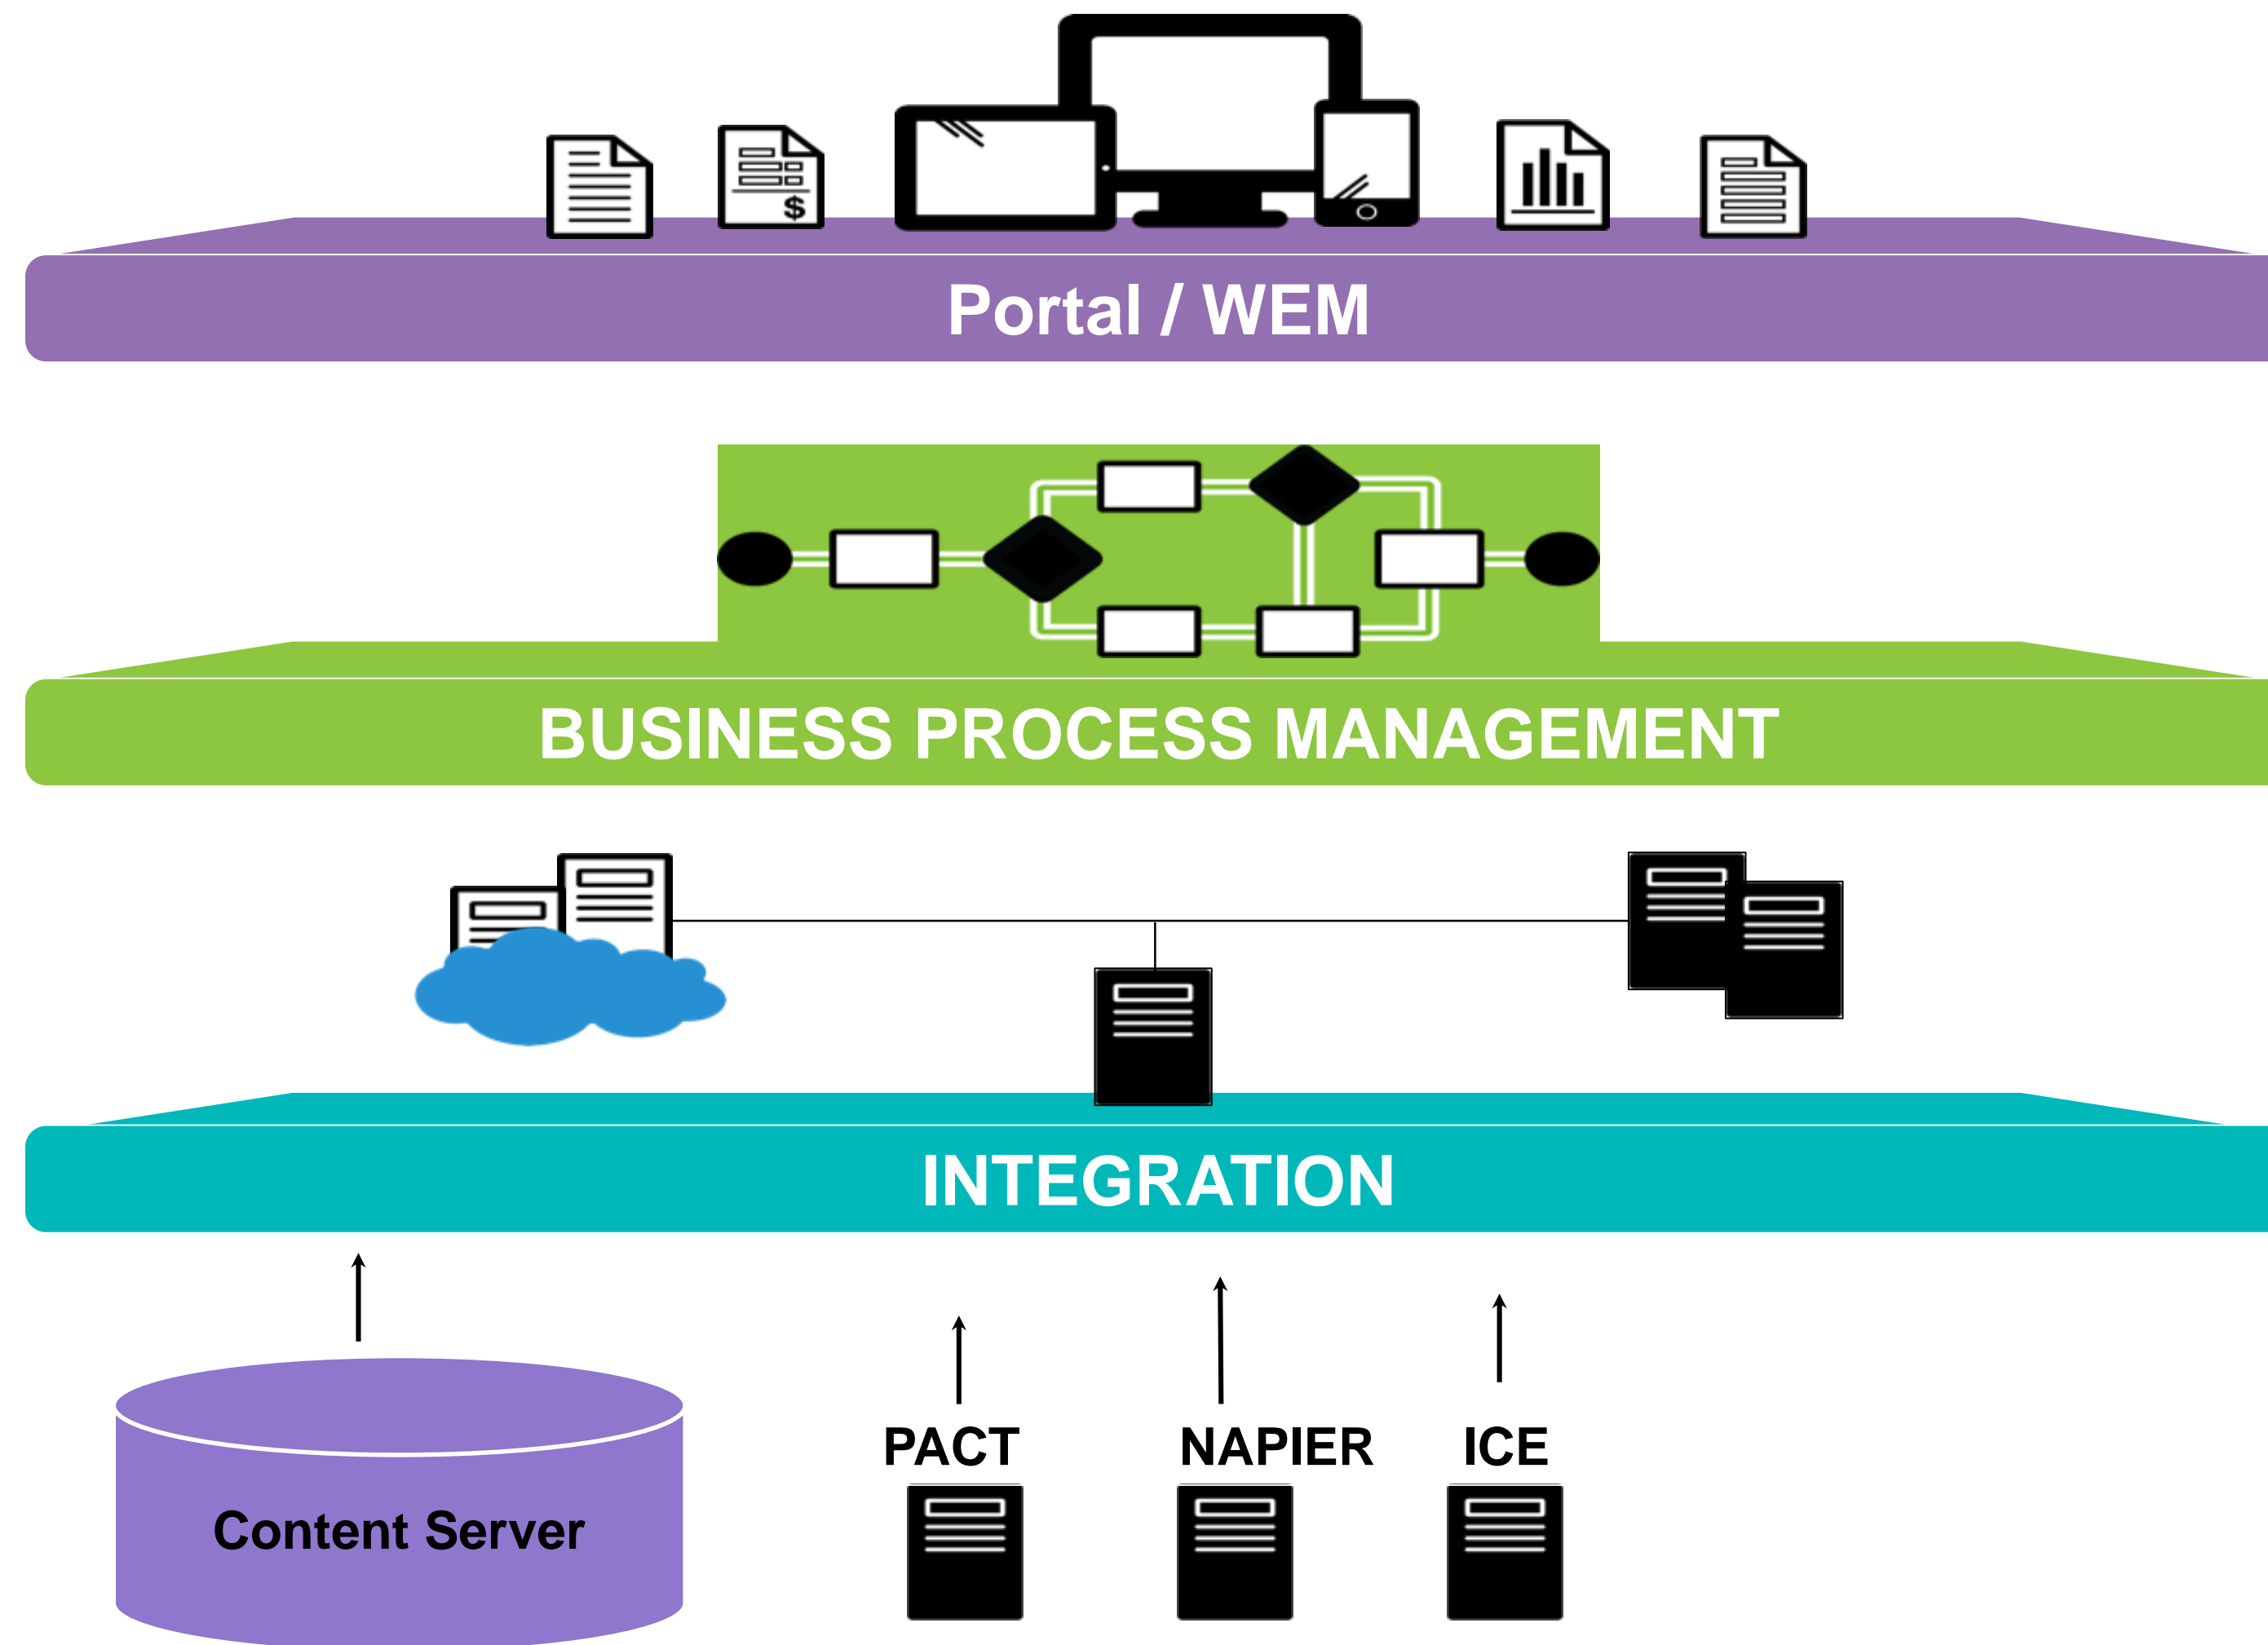 $
Portal / WEM
BUSINESS PROCESS MANAGEMENT
INTEGRATION
PACT NAPIER ICE
Content Server